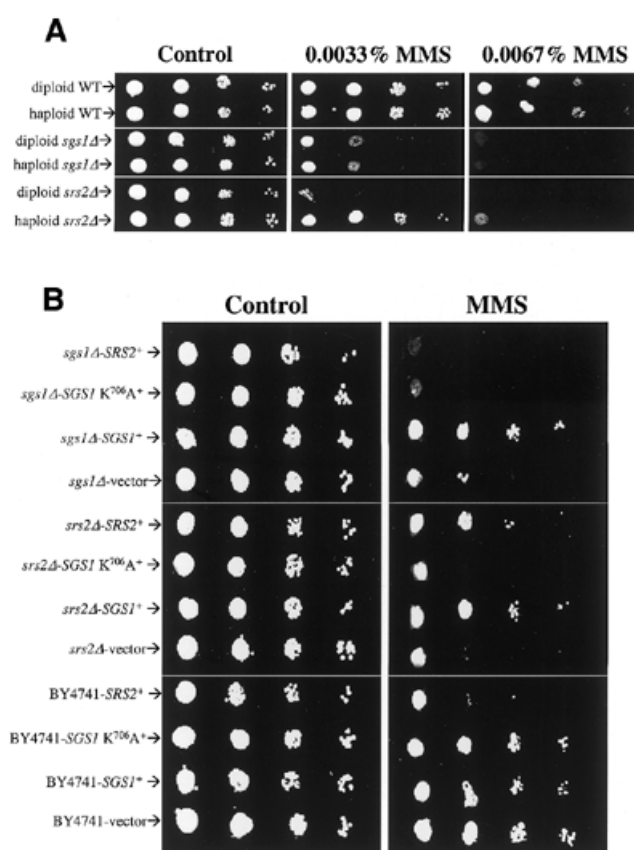 A
Control 0.0033% MMS 0.0067% MMS
diploid WT→
haploid WT→
diploid sgs1Δ→
haploid sgs1Δ→
diploid srs2Δ→
haploid srs2Δ→
B
Control MMS
sgs1Δ-SRS2⁺→
sgs1Δ-SGS1 K⁷⁰⁶A⁺→
sgs1Δ-SGS1⁺→
sgs1Δ-vector→
srs2Δ-SRS2⁺→
srs2Δ-SGS1 K⁷⁰⁶A⁺→
srs2Δ-SGS1⁺→
srs2Δ-vector→
BY4741-SRS2⁺→
BY4741-SGS1 K⁷⁰⁶A⁺→
BY4741-SGS1⁺→
BY4741-vector→